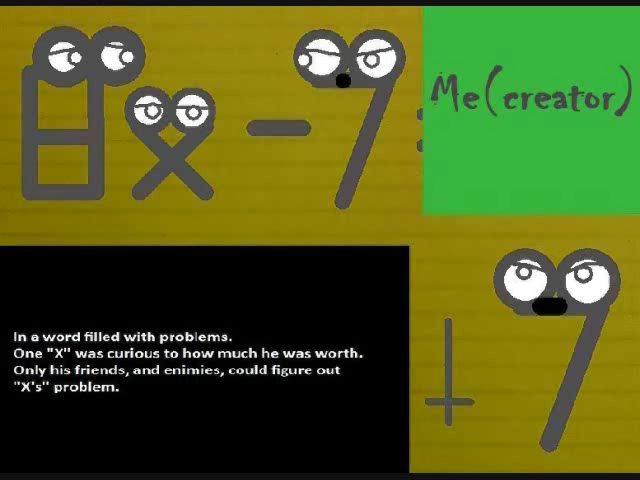 8x - 7 =
Me(creator)
In a word filled with problems.
One "X" was curious to how much he was worth.
Only his friends, and enimies, could figure out
"X's" problem.
+ 7